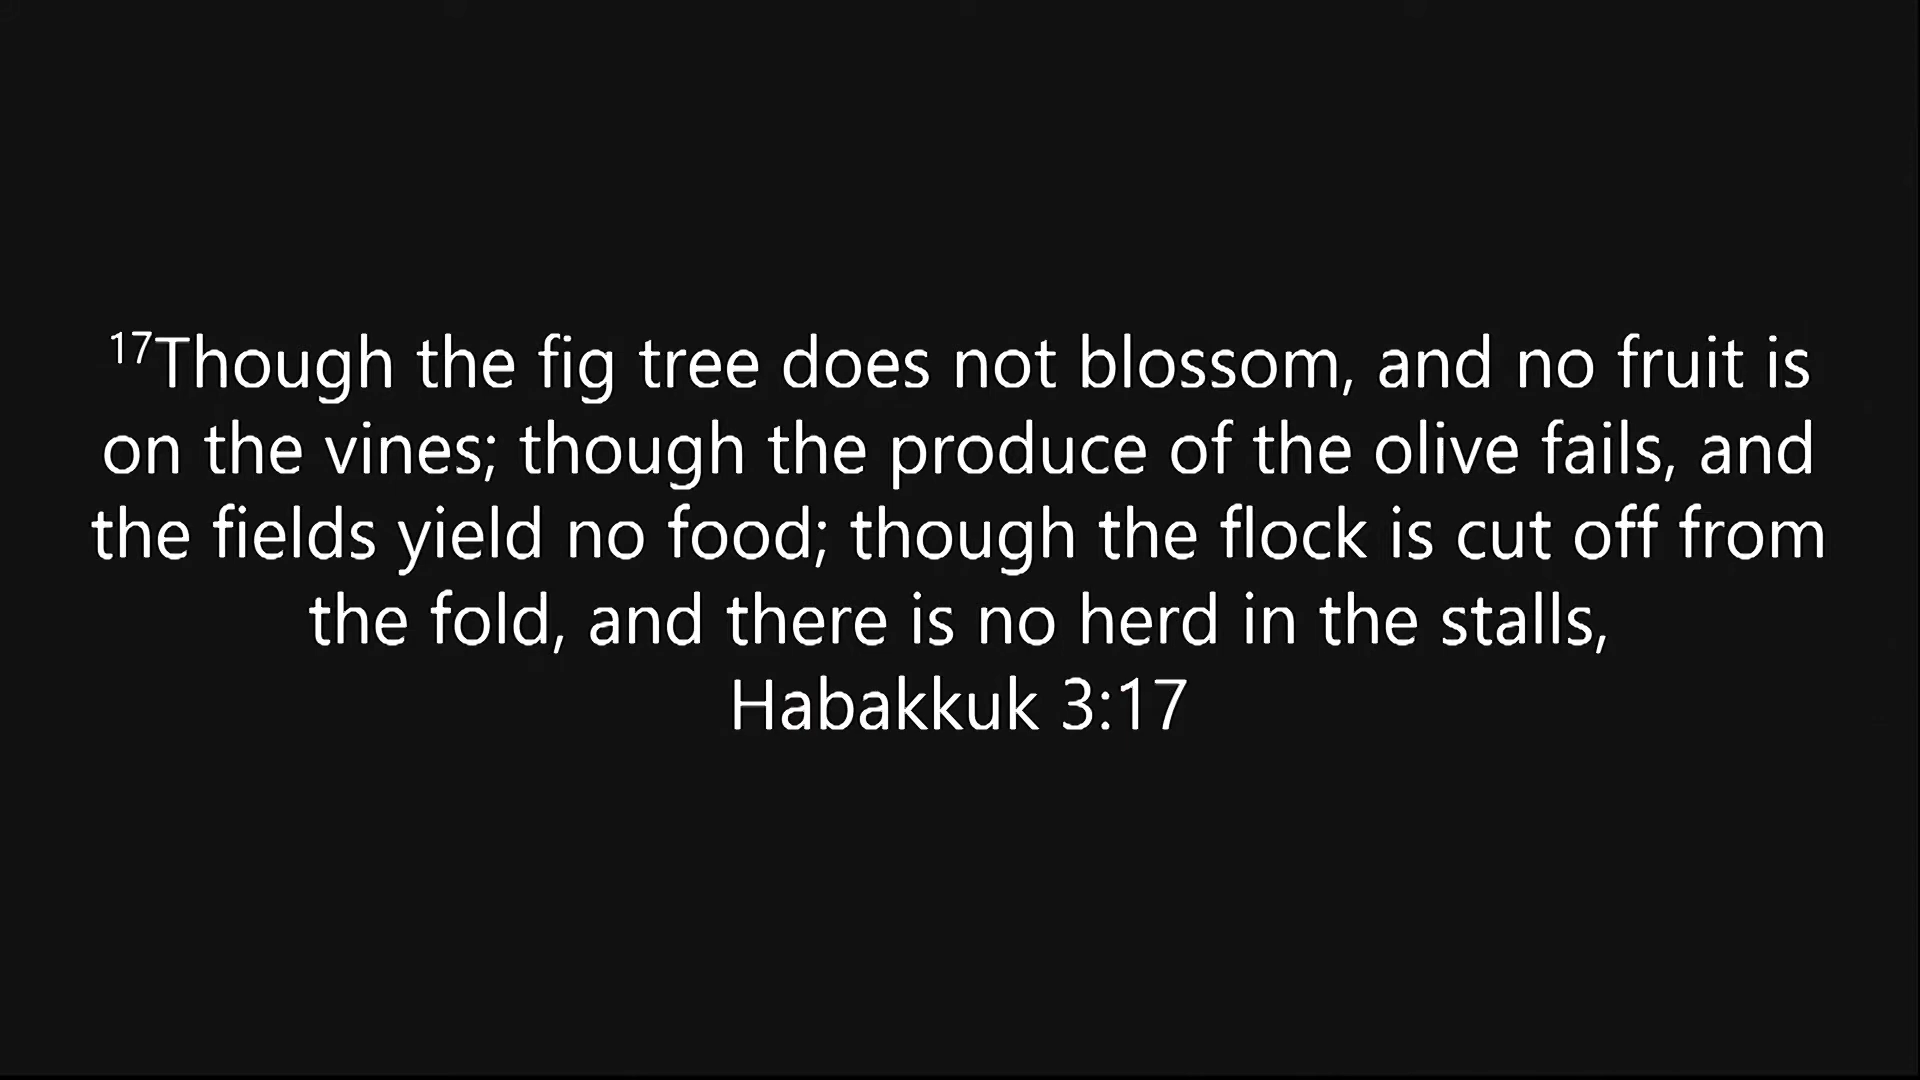 ¹⁷Though the fig tree does not blossom, and no fruit is
on the vines; though the produce of the olive fails, and
the fields yield no food; though the flock is cut off from
the fold, and there is no herd in the stalls,
Habakkuk 3:17